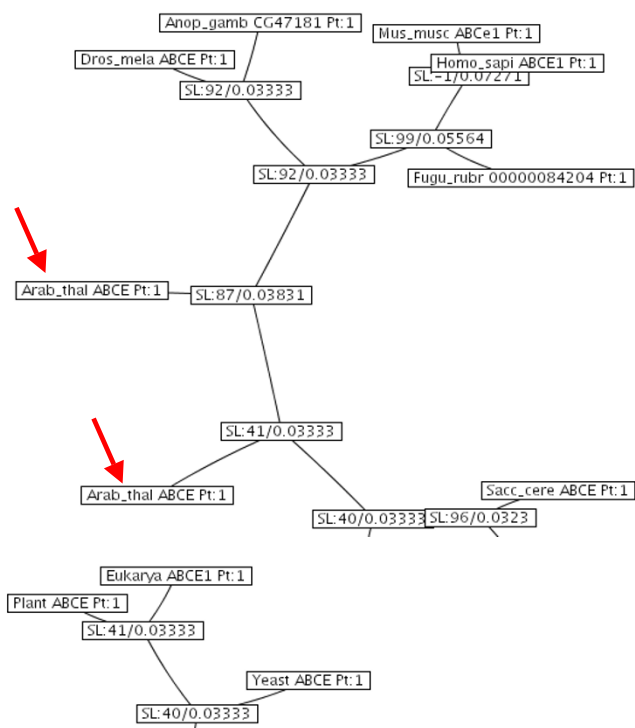 Anop_gamb CG47181 Pt:1
Mus_musc ABCe1 Pt:1
Dros_mela ABCE Pt:1
Homo_sapi ABCE1 Pt:1
SL:-1/0.07271
SL:92/0.03333
SL:99/0.05564
SL:92/0.03333
Fugu_rubr 00000084204 Pt:1
Arab_thal ABCE Pt:1
SL:87/0.03831
SL:41/0.03333
Arab_thal ABCE Pt:1
Sacc_cere ABCE Pt:1
SL:40/0.03333
SL:96/0.0323
Eukarya ABCE1 Pt:1
Plant ABCE Pt:1
SL:41/0.03333
Yeast ABCE Pt:1
SL:40/0.03333